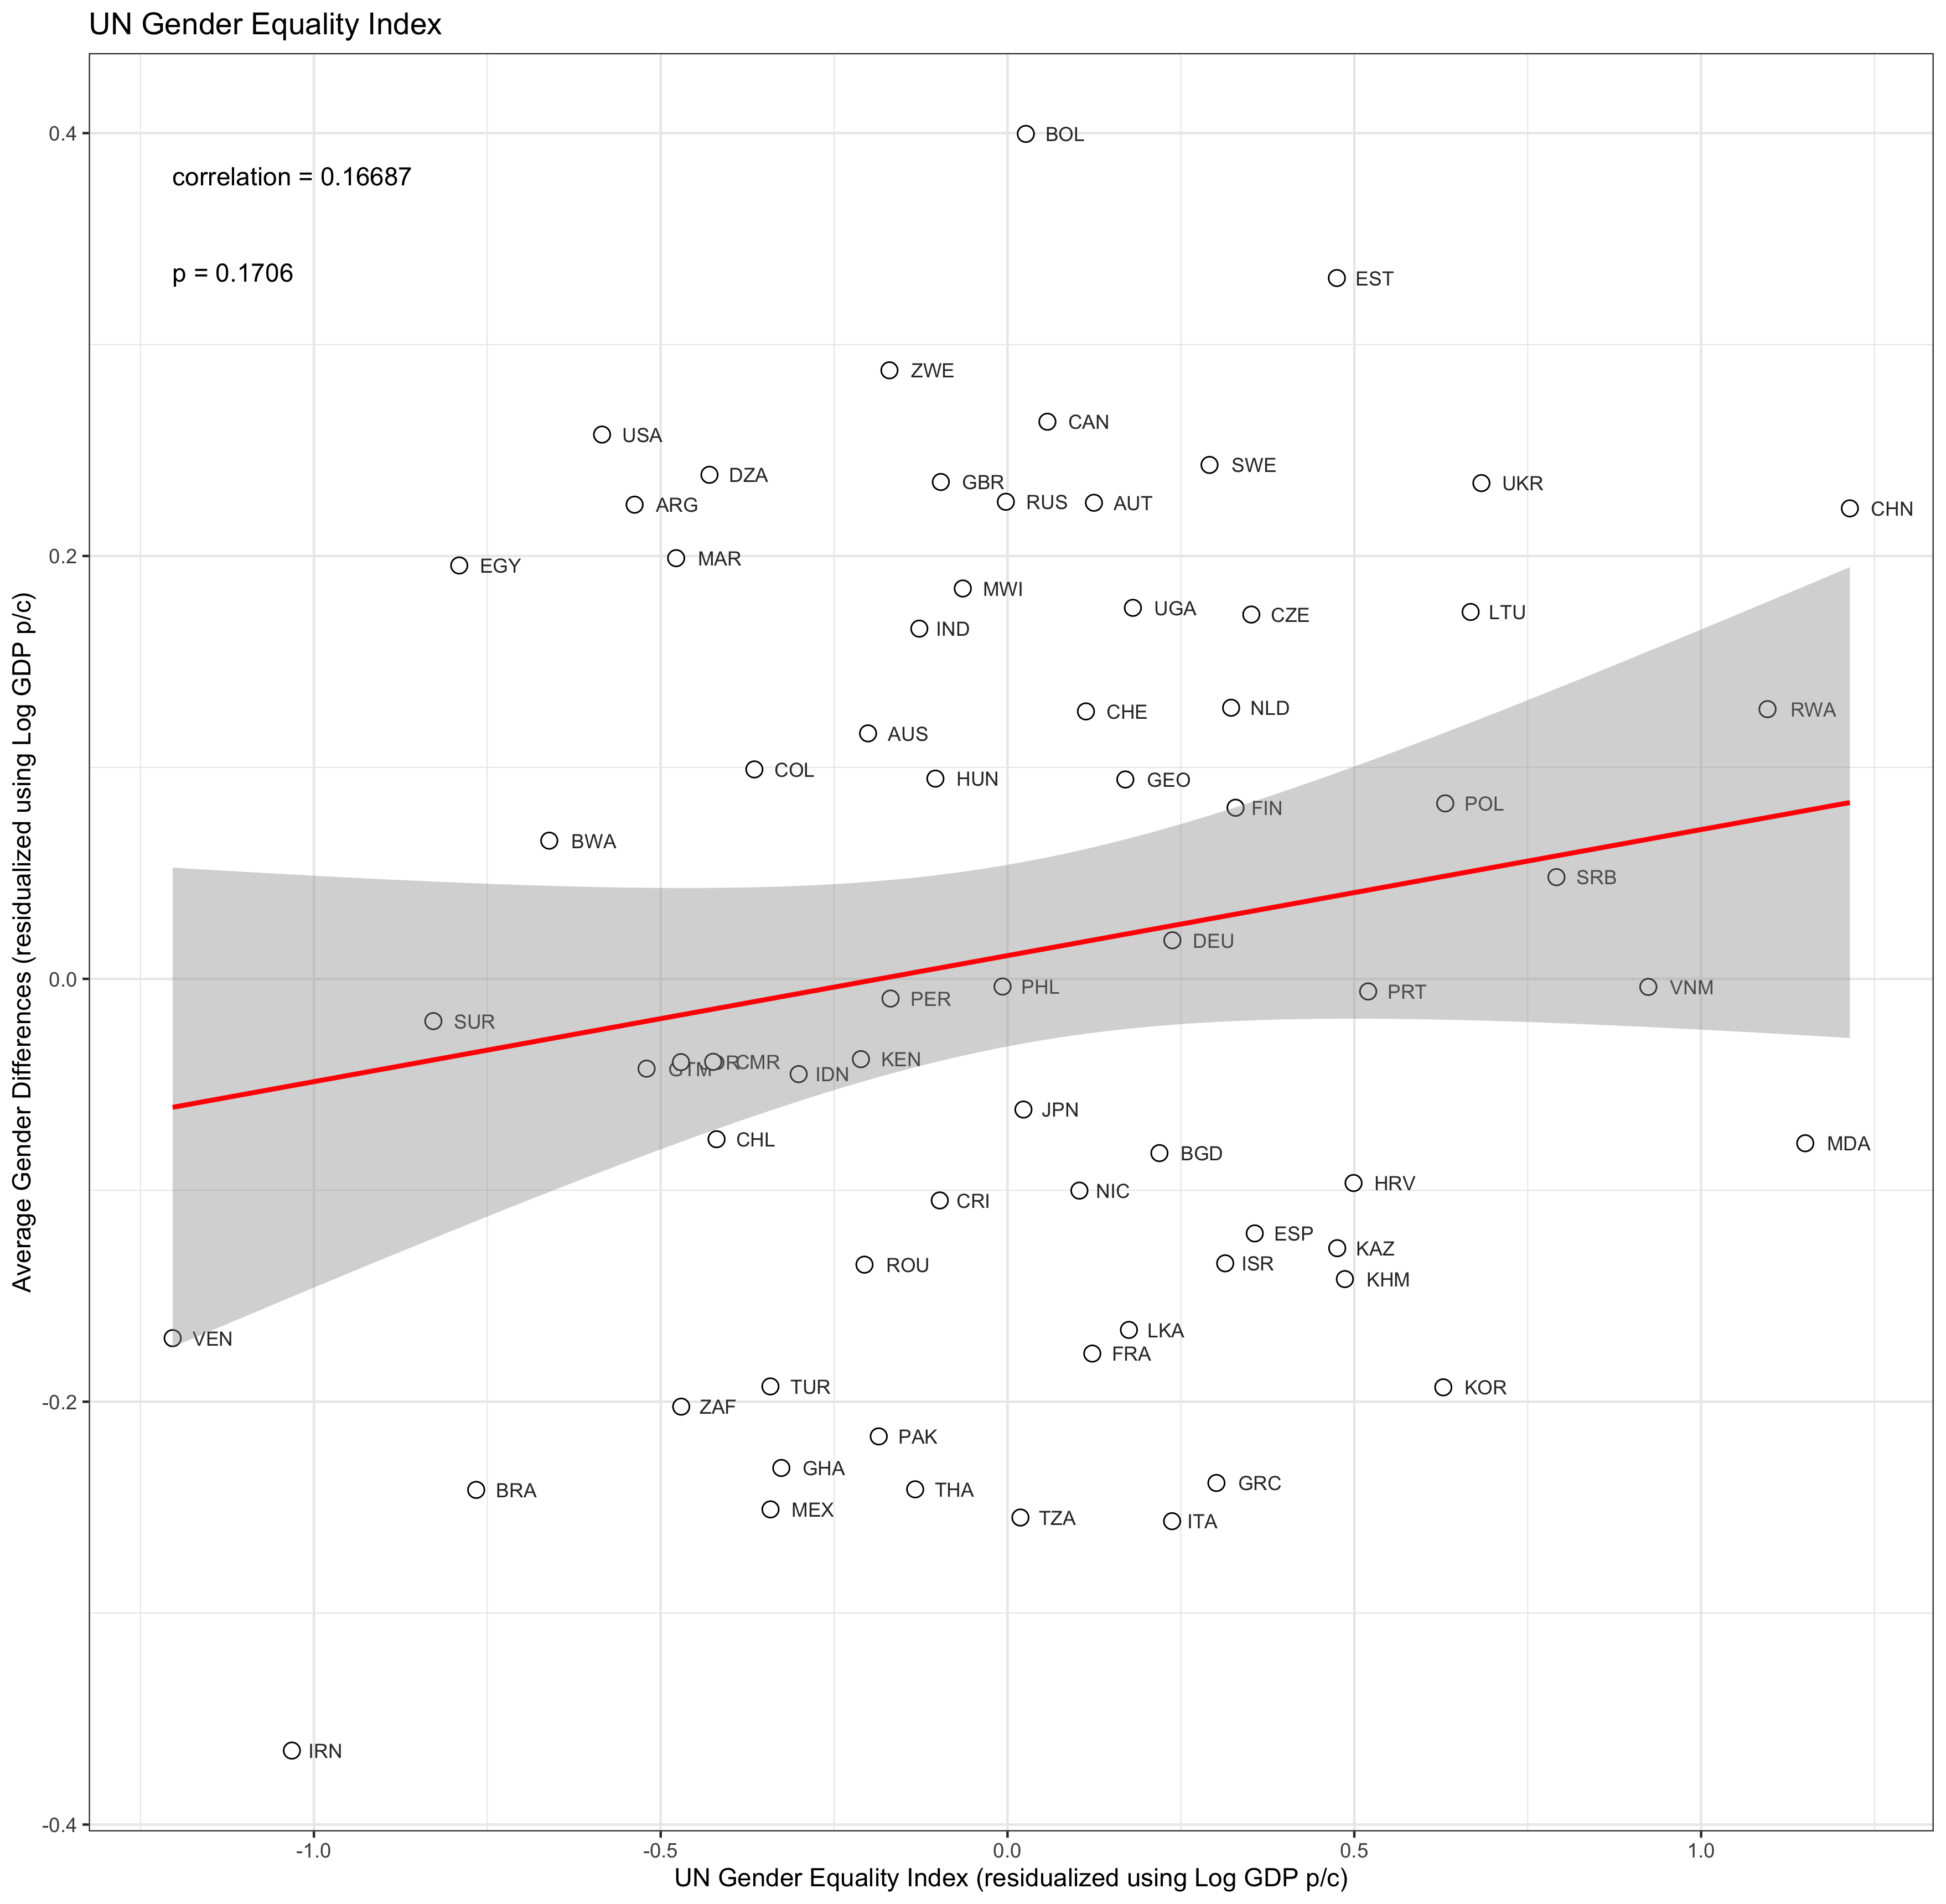 UN Gender Equality Index
correlation = 0.16687
p = 0.1706
BOL
EST
ZWE
CAN
USA
SWE
DZA
GBR
UKR
ARG
RUS
AUT
CHN
MAR
EGY
MWI
UGA
CZE
LTU
IND
CHE
NLD
RWA
AUS
COL
HUN
GEO
FIN
POL
BWA
SRB
DEU
PHL
PER
PRT
VNM
SUR
KEN
GTM
CMR
IDN
JPN
CHL
MDA
BGD
HRV
NIC
CRI
ESP
KAZ
ROU
ISR
KHM
VEN
LKA
FRA
TUR
KOR
ZAF
PAK
GHA
GRC
BRA
THA
MEX
TZA
ITA
IRN
0.4
0.2
0.0
-0.2
-0.4
-1.0
-0.5
0.0
0.5
1.0
UN Gender Equality Index (residualized using Log GDP p/c)
Average Gender Differences (residualized using Log GDP p/c)